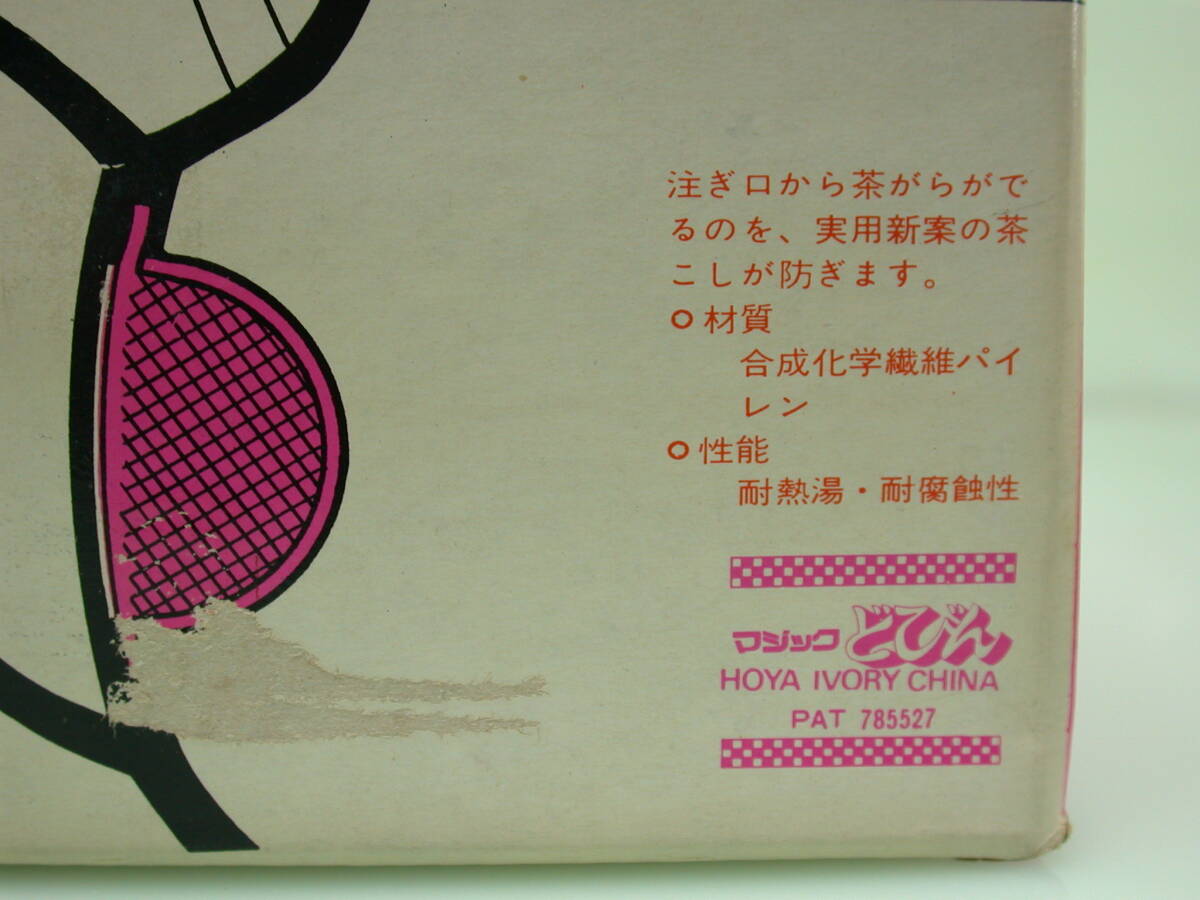 注ぎ口から茶がらがで
るのを、実用新案の茶
こしが防ぎます。
○材質
合成化学繊維パイ
レン
○性能
耐熱湯・耐腐蝕性
マジックどびん
HOYA IVORY CHINA
PAT 785527